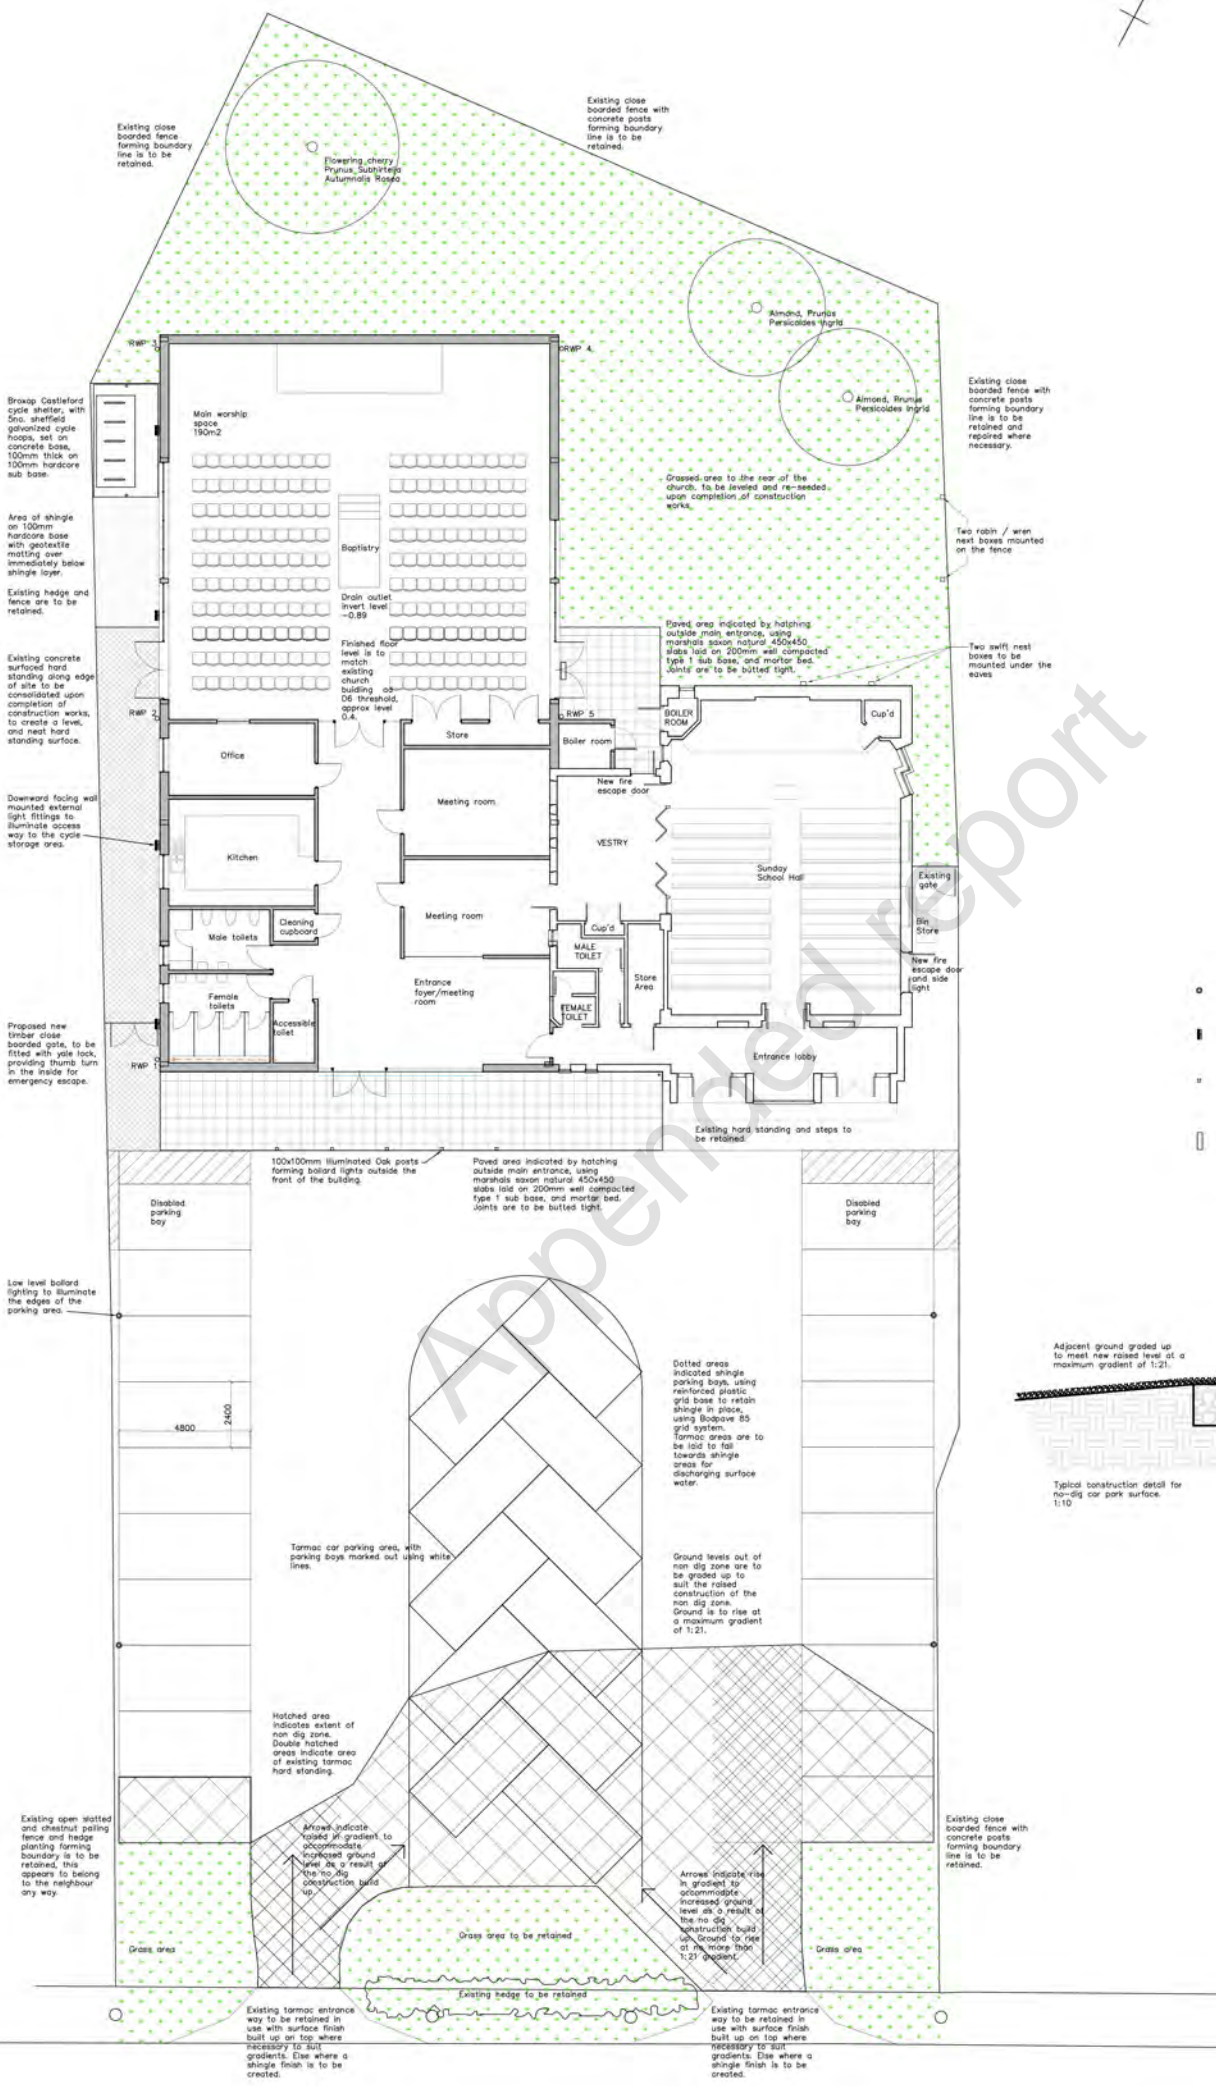 Existing close
boarded fence
forming boundary
line is to be
retained.
Existing close
boarded fence with
concrete posts
forming boundary
line is to be
retained.
Flowering cherry
Prunus Subhirtella
Autumnalis Rosea
Almond, Prunus
Persicoides Ingrid
Almond, Prunus
Persicoides Ingrid
RWP 3
RWP 4
Existing close
boarded fence with
concrete posts
forming boundary
line is to be
retained and
repaired where
necessary.
Broxap Castleford
cycle shelter, with
5no. sheffield
galvanized cycle
hoops, set on
concrete base,
100mm thick on
100mm hardcore
sub base.
Main worship
space
190m2
Grassed area to the rear of the
church, to be leveled and re-seeded
upon completion of construction
works.
Area of shingle
on 100mm
hardcore base
with geotextile
matting over
immediately below
shingle layer.
Existing hedge and
fence are to be
retained.
Baptistry
Two robin / wren
next boxes mounted
on the fence
Drain outlet
invert level
-0.89
Finished floor
level is to
match
existing
church
building as
D6 threshold,
approx level
0.4.
Paved area indicated by hatching
outside main entrance, using
marshals saxon natural 450x450
slabs laid on 200mm well compacted
type 1 sub base, and mortar bed.
Joints are to be butted tight.
Two swift nest
boxes to be
mounted under the
eaves
Existing concrete
surfaced hard
standing along edge
of site to be
consolidated upon
completion of
construction works,
to create a level,
and neat hard
standing surface.
RWP 2
RWP 5
BOILER
ROOM
Cup'd
Store
Office
Boiler room
New fire
escape door
Downward facing wall
mounted external
light fittings to
illuminate access
way to the cycle
storage area.
Meeting room
VESTRY
Kitchen
Sunday
School Hall
Existing
gate
Cleaning
cupboard
Male toilets
Meeting room
Cup'd
MALE
TOILET
Store
Area
Bin
Store
New fire
escape door
and side
light
Female
toilets
Entrance
foyer/meeting
room
FEMALE
TOILET
Accessible
toilet
Entrance lobby
Proposed new
timber close
boarded gate, to be
fitted with yale lock,
providing thumb turn
in the inside for
emergency escape.
RWP 1
Existing hard standing and steps to
be retained.
100x100mm illuminated Oak posts
forming bollard lights outside the
front of the building.
Paved area indicated by hatching
outside main entrance, using
marshals saxon natural 450x450
slabs laid on 200mm well compacted
type 1 sub base, and mortar bed.
Joints are to be butted tight.
Disabled
parking
bay
Disabled
parking
bay
Low level bollard
lighting to illuminate
the edges of the
parking area.
Adjacent ground graded up
to meet new raised level at a
maximum gradient of 1:21.
Dotted areas
indicated shingle
parking bays, using
reinforced plastic
grid base to retain
shingle in place,
using Bodpave 85
grid system.
Tarmac areas are to
be laid to fall
towards shingle
areas for
discharging surface
water.
4800
2400
Typical construction detail for
no-dig car park surface.
1:10
Tarmac car parking area, with
parking bays marked out using white
lines.
Ground levels out of
non dig zone are to
be graded up to
suit the raised
construction of the
non dig zone.
Ground is to rise at
a maximum gradient
of 1:21.
Hatched area
indicates extent of
non dig zone.
Double hatched
areas indicate area
of existing tarmac
hard standing.
Existing open slatted
and chestnut pailing
fence and hedge
planting forming
boundary is to be
retained, this
appears to belong
to the neighbour
any way.
Arrows indicate
raised in gradient to
accommodate
increased ground
level as a result of
the no dig
construction build
up.
Arrows indicate rise
in gradient to
accommodate
increased ground
level as a result of
the no dig
construction build
up. Ground to rise
at no more than
1:21 gradient.
Existing close
boarded fence with
concrete posts
forming boundary
line is to be
retained.
Grass area
Grass area to be retained
Grass area
Existing hedge to be retained
Existing tarmac entrance
way to be retained in
use with surface finish
built up on top where
necessary to suit
gradients. Else where a
shingle finish is to be
created.
Existing tarmac entrance
way to be retained in
use with surface finish
built up on top where
necessary to suit
gradients. Else where a
shingle finish is to be
created.
Appended report